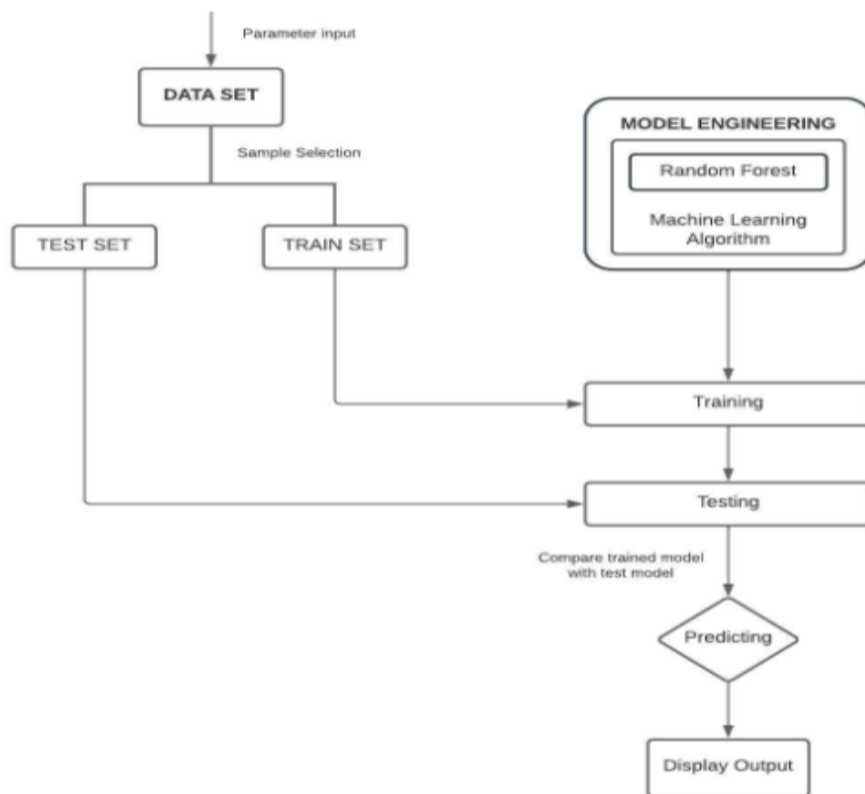 Parameter input
DATA SET
Sample Selection
TEST SET
TRAIN SET
MODEL ENGINEERING
Random Forest
Machine Learning
Algorithm
Training
Testing
Compare trained model
with test model
Predicting
Display Output